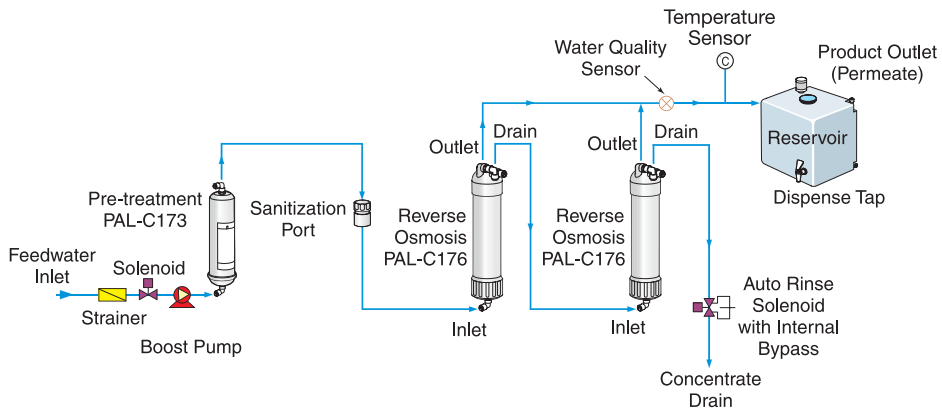 Temperature
Sensor
Water Quality
Sensor
C
Product Outlet
(Permeate)
Reservoir
Dispense Tap
Outlet
Drain
Outlet
Drain
Pre-treatment
PAL-C173
Sanitization
Port
Reverse
Osmosis
PAL-C176
Reverse
Osmosis
PAL-C176
Feedwater
Inlet
Solenoid
Strainer
Boost Pump
Inlet
Inlet
Auto Rinse
Solenoid
with Internal
Bypass
Concentrate
Drain